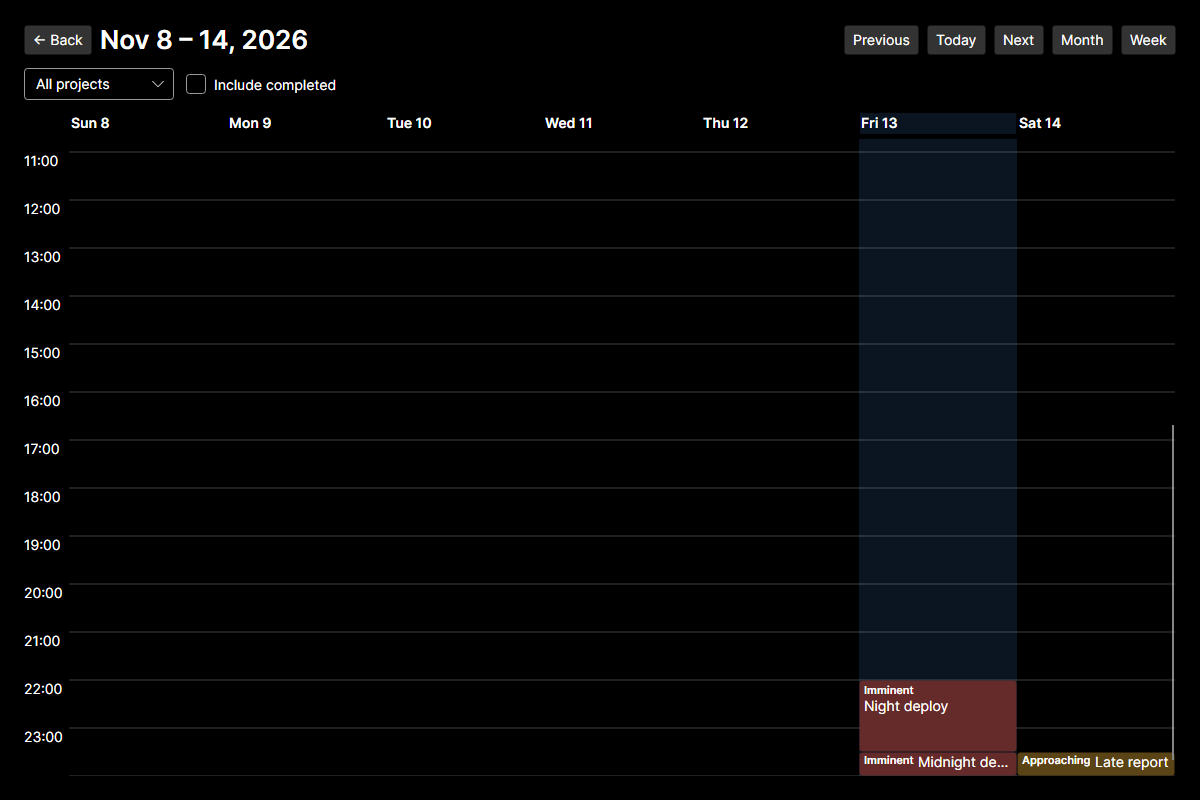 ← Back Nov 8 – 14, 2026 Previous Today Next Month Week
All projects Include completed
Sun 8 Mon 9 Tue 10 Wed 11 Thu 12 Fri 13 Sat 14
11:00
12:00
13:00
14:00
15:00
16:00
17:00
18:00
19:00
20:00
21:00
22:00
Imminent
Night deploy
23:00
Imminent Midnight de... Approaching Late report